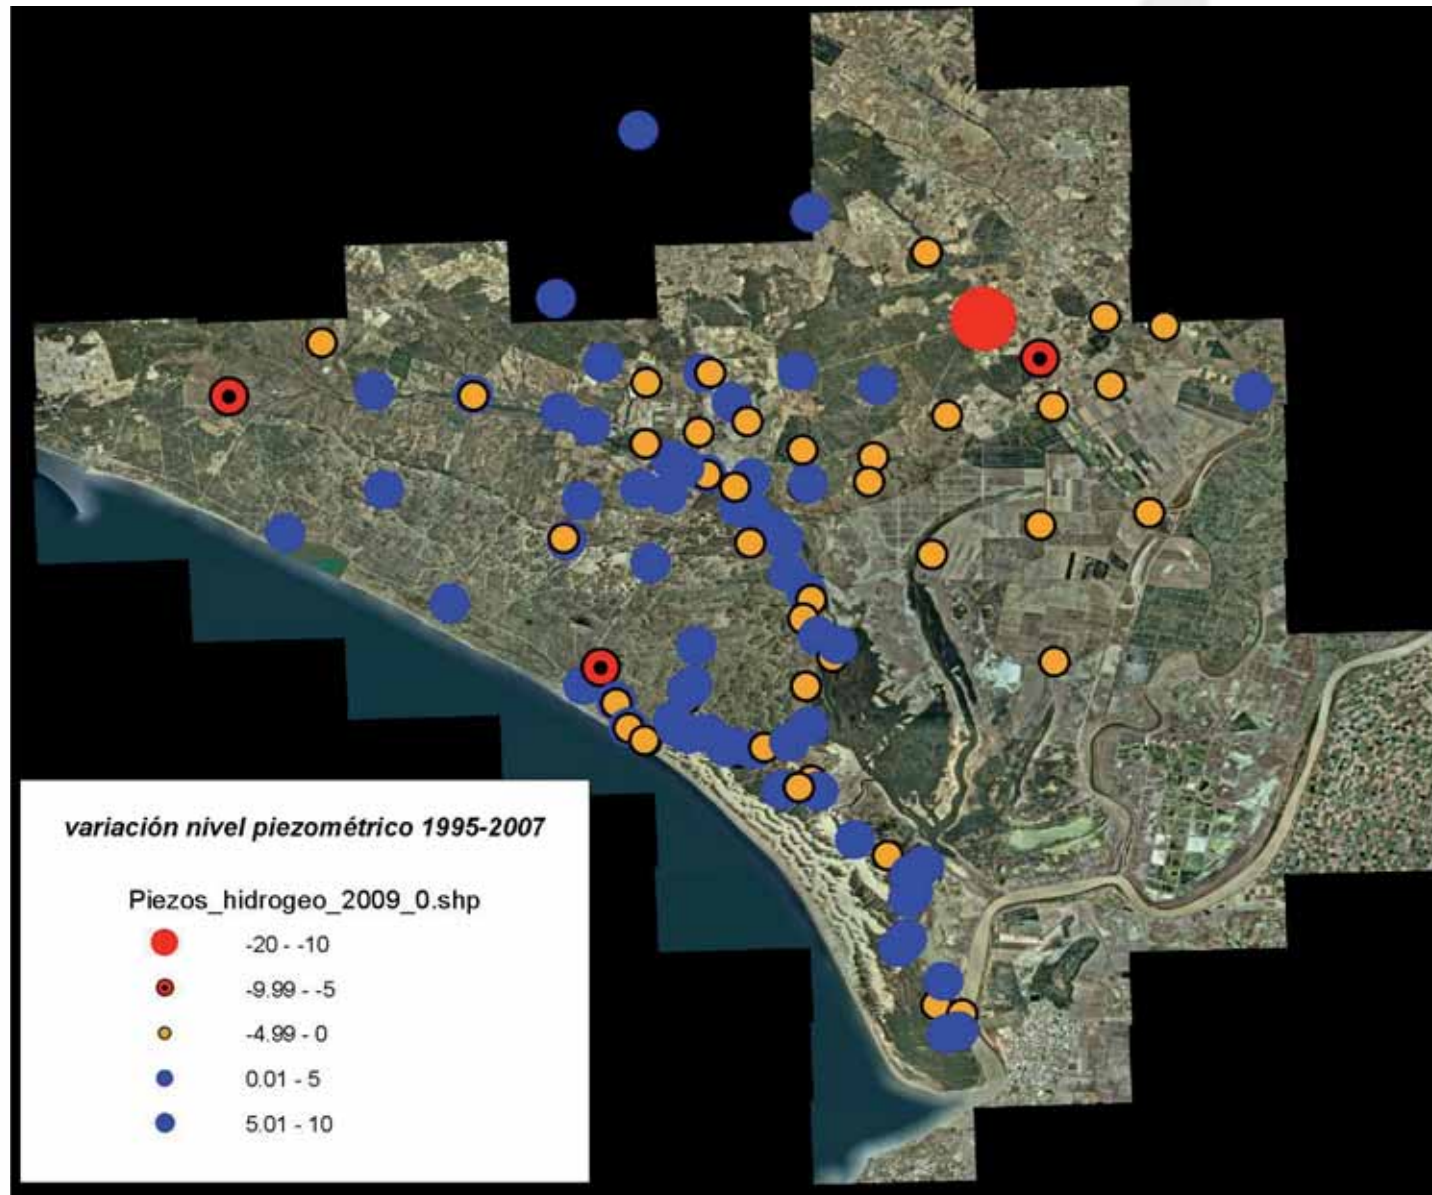 variación nivel piezométrico 1995-2007
Piezos_hidrogeo_2009_0.shp
-20 - -10
-9.99 - -5
-4.99 - 0
0.01 - 5
5.01 - 10